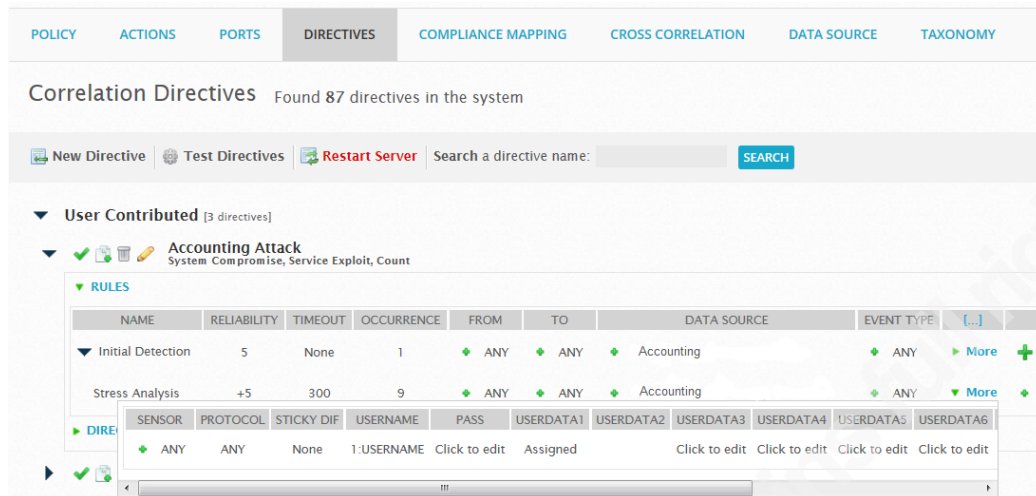 POLICY ACTIONS PORTS DIRECTIVES COMPLIANCE MAPPING CROSS CORRELATION DATA SOURCE TAXONOMY
Correlation Directives Found 87 directives in the system
New Directive Test Directives Restart Server Search a directive name: SEARCH
User Contributed [3 directives]
Accounting Attack
System Compromise, Service Exploit, Count
RULES
NAME RELIABILITY TIMEOUT OCCURRENCE FROM TO DATA SOURCE EVENT TYPE [...]
Initial Detection 5 None 1 ANY ANY Accounting ANY More
Stress Analysis +5 300 9 ANY ANY Accounting ANY More
SENSOR PROTOCOL STICKY DIF USERNAME PASS USERDATA1 USERDATA2 USERDATA3 USERDATA4 USERDATA5 USERDATA6
DIRE
ANY ANY None 1:USERNAME Click to edit Assigned Click to edit Click to edit Click to edit Click to edit